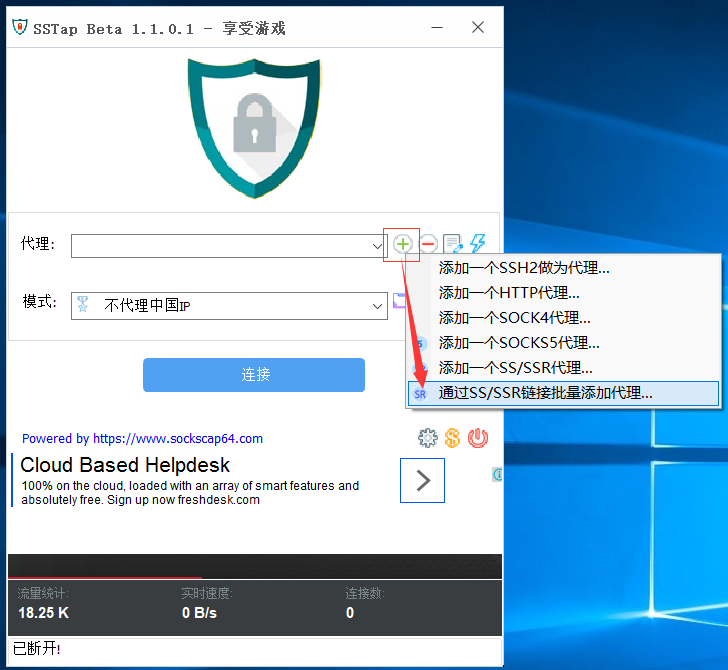 SSTap Beta 1.1.0.1 - 享受游戏
代理:
添加一个SSH2做为代理...
添加一个HTTP代理...
模式:
不代理中国IP
添加一个SOCK4代理...
添加一个SOCKS5代理...
添加一个SS/SSR代理...
连接
SR
通过SS/SSR链接批量添加代理...
Powered by https://www.sockscap64.com
Cloud Based Helpdesk
100% on the cloud, loaded with an array of smart features and
absolutely free. Sign up now freshdesk.com
流量统计:
实时速度:
连接数:
18.25 K
0 B/s
0
已断开!